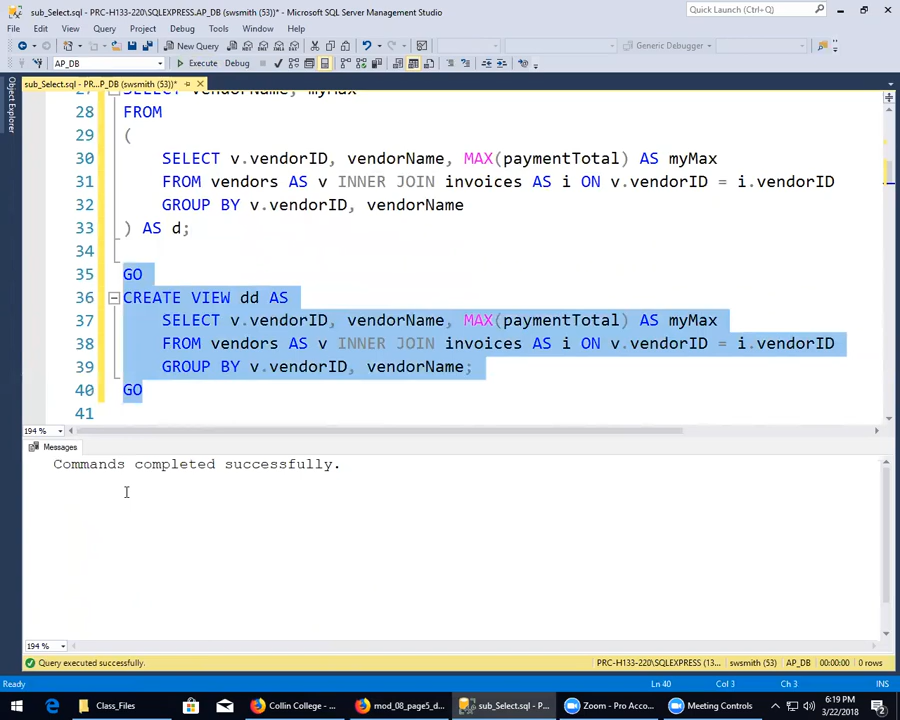 sub_Select.sql - PRC-H133-220\SQLEXPRESS.AP_DB (swsmith (53))* - Microsoft SQL Server Management Studio
Quick Launch (Ctrl+Q)
File Edit View Query Project Debug Tools Window Help
New Query
Generic Debugger
AP_DB
Execute Debug
sub_Select.sql - PR...P_DB (swsmith (53))*
Object Explorer
27 SELECT vendorName, myMax
28 FROM
29 (
30 SELECT v.vendorID, vendorName, MAX(paymentTotal) AS myMax
31 FROM vendors AS v INNER JOIN invoices AS i ON v.vendorID = i.vendorID
32 GROUP BY v.vendorID, vendorName
33 ) AS d;
34
35 GO
36 CREATE VIEW dd AS
37 SELECT v.vendorID, vendorName, MAX(paymentTotal) AS myMax
38 FROM vendors AS v INNER JOIN invoices AS i ON v.vendorID = i.vendorID
39 GROUP BY v.vendorID, vendorName;
40 GO
41
194 %
Messages
Commands completed successfully.
194 %
Query executed successfully. PRC-H133-220\SQLEXPRESS (13... swsmith (53) AP_DB 00:00:00 0 rows
Ready Ln 40 Col 3 Ch 3 INS
Class_Files Collin College - ... mod_08_page5_d... sub_Select.sql - P... Zoom - Pro Acco... Meeting Controls 6:19 PM
3/22/2018 2